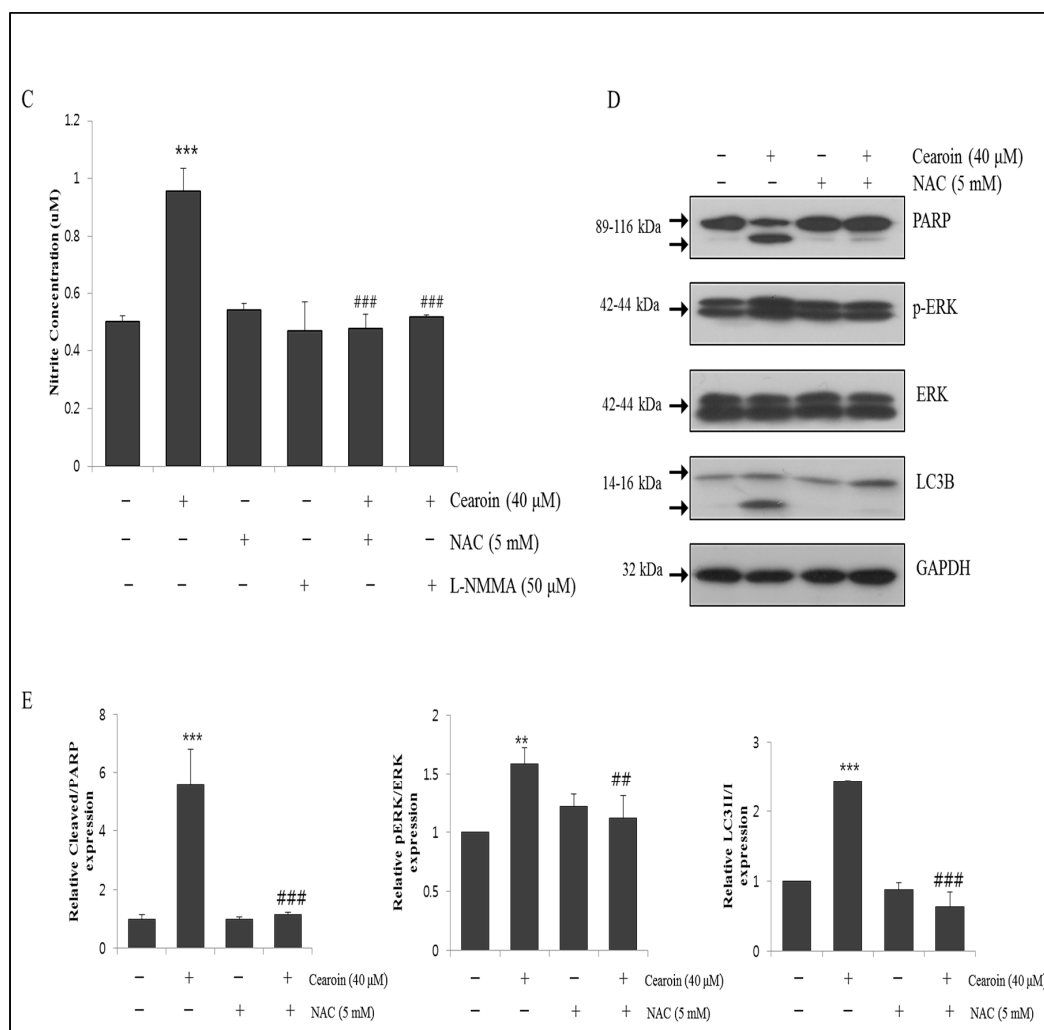 C
1.2
1
0.8
0.6
0.4
0.2
0
Nitrite Concentration (uM)
***
###
###
− + − − + + Cearoin (40 µM)
− − + − + − NAC (5 mM)
− − − + − + L-NMMA (50 µM)
D
− + − + Cearoin (40 µM)
− − + + NAC (5 mM)
89-116 kDa PARP
42-44 kDa p-ERK
42-44 kDa ERK
14-16 kDa LC3B
32 kDa GAPDH
E
8
6
4
2
0
Relative Cleaved/PARP
expression
***
###
− + − +
− − + +
2
1.5
1
0.5
0
Relative pERK/ERK
expression
**
##
− + − + Cearoin (40 µM)
− − + + NAC (5 mM)
3
2
1
0
Relative LC3II/I
expression
***
###
− + − + Cearoin (40 µM)
− − + + NAC (5 mM)
Cearoin (40 µM)
NAC (5 mM)